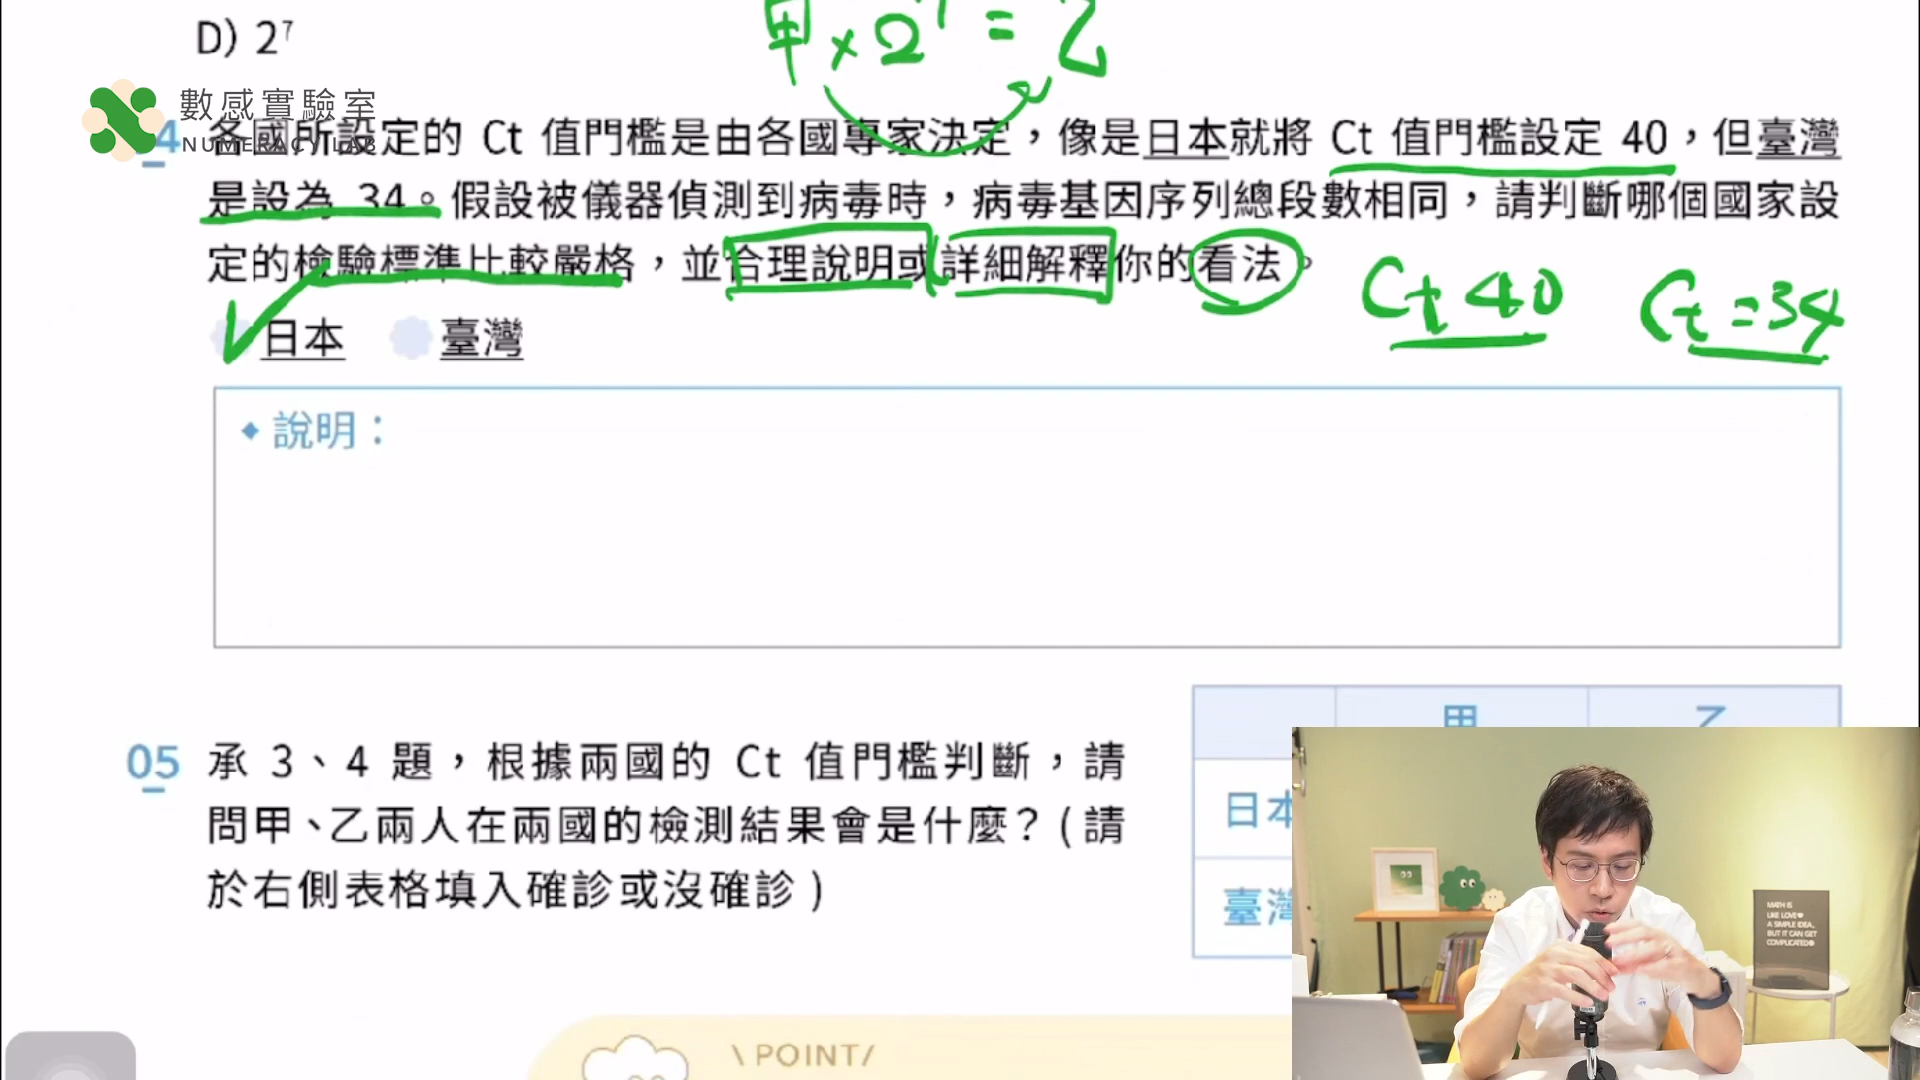 D) 2⁷
甲×2⁷=乙
數感實驗室
NUMERACY LAB
4 各國所設定的 Ct 值門檻是由各國專家決定，像是日本就將 Ct 值門檻設定 40，但臺灣
是設為 34。假設被儀器偵測到病毒時，病毒基因序列總段數相同，請判斷哪個國家設
定的檢驗標準比較嚴格，並合理說明或詳細解釋你的看法。
Ct 40 Ct=34
日本 臺灣
◆ 說明：
甲 乙
05 承 3、4 題，根據兩國的 Ct 值門檻判斷，請
問甲、乙兩人在兩國的檢測結果會是什麼？（請
於右側表格填入確診或沒確診）
日本
臺灣
MATH IS
LIKE LOVE
A SIMPLE IDEA,
BUT IT CAN GET
COMPLICATED
\ POINT /